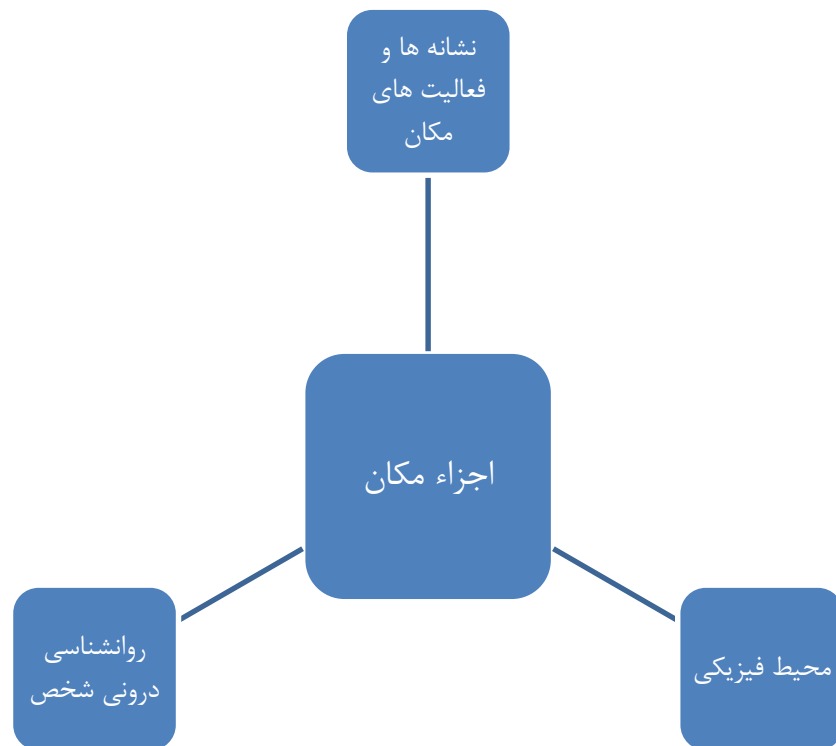 نشانه ها و
فعالیت های
مکان
اجزاء مکان
محیط فیزیکی
روانشناسی
درونی شخص